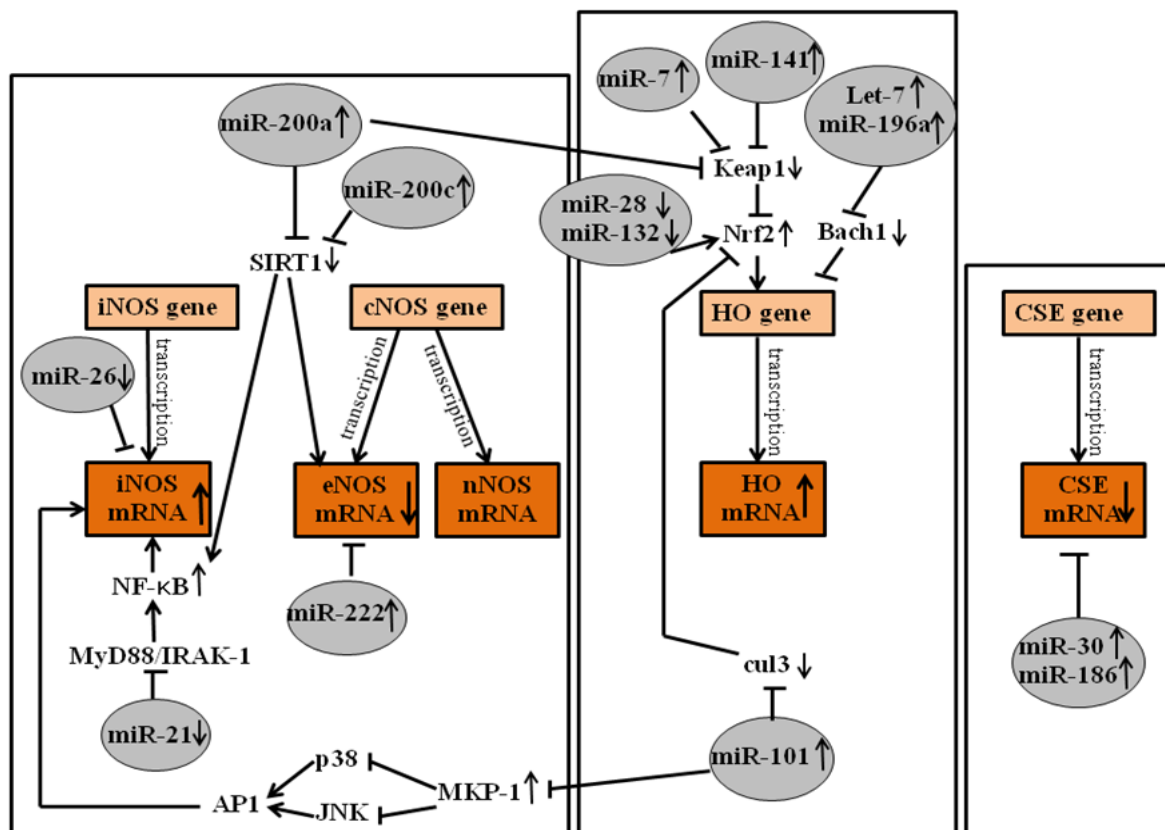 miR-200a↑
miR-200c↑
SIRT1↓
iNOS gene
cNOS gene
miR-26↓
transcription
transcription
transcription
iNOS
mRNA↑
eNOS
mRNA↓
nNOS
mRNA
NF-κB↑
miR-222↑
MyD88/IRAK-1
miR-21↓
p38
AP1
JNK
MKP-1↑
miR-7↑
miR-141↑
Let-7↑
miR-196a↑
Keap1↓
miR-28↓
miR-132↓
Nrf2↑
Bach1↓
HO gene
transcription
HO
mRNA↑
cul3↓
miR-101↑
CSE gene
transcription
CSE
mRNA↓
miR-30↑
miR-186↑